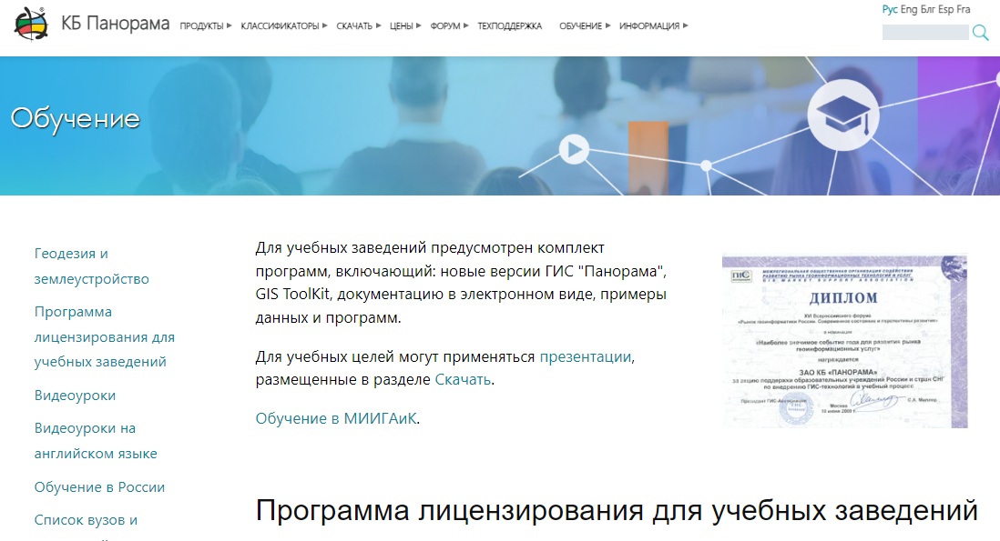 КБ Панорама
ПРОДУКТЫ
КЛАССИФИКАТОРЫ
СКАЧАТЬ
ЦЕНЫ
ФОРУМ
ТЕХПОДДЕРЖКА
ОБУЧЕНИЕ
ИНФОРМАЦИЯ
Рус Eng Блг Esp Fra
Обучение
Геодезия и
землеустройство
Программа
лицензирования для
учебных заведений
Видеоуроки
Видеоуроки на
английском языке
Обучение в России
Список вузов и
Для учебных заведений предусмотрен комплект
программ, включающий: новые версии ГИС "Панорама",
GIS ToolKit, документацию в электронном виде, примеры
данных и программ.
Для учебных целей могут применяться презентации,
размещенные в разделе Скачать.
Обучение в МИИГАиК.
МЕЖРЕГИОНАЛЬНАЯ ОБЩЕСТВЕННАЯ ОРГАНИЗАЦИЯ СОДЕЙСТВИЯ
РАЗВИТИЮ РЫНКА ГЕОИНФОРМАЦИОННЫХ ТЕХНОЛОГИЙ И УСЛУГ
GIS MARKET SUPPORT ASSOCIATION
ДИПЛОМ
XVI Всероссийского форума
«Рынок геоинформатики России. Современное состояние и перспективы развития»
в номинации
«Наиболее значимое событие года для развития рынка
геоинформационных услуг»
награждается
ЗАО КБ «ПАНОРАМА»
за акцию поддержки образовательных учреждений России и стран СНГ
по внедрению ГИС-технологий в учебный процесс
Президент ГИС-Ассоциации
С.А. Миллер
Москва
Программа лицензирования для учебных заведений